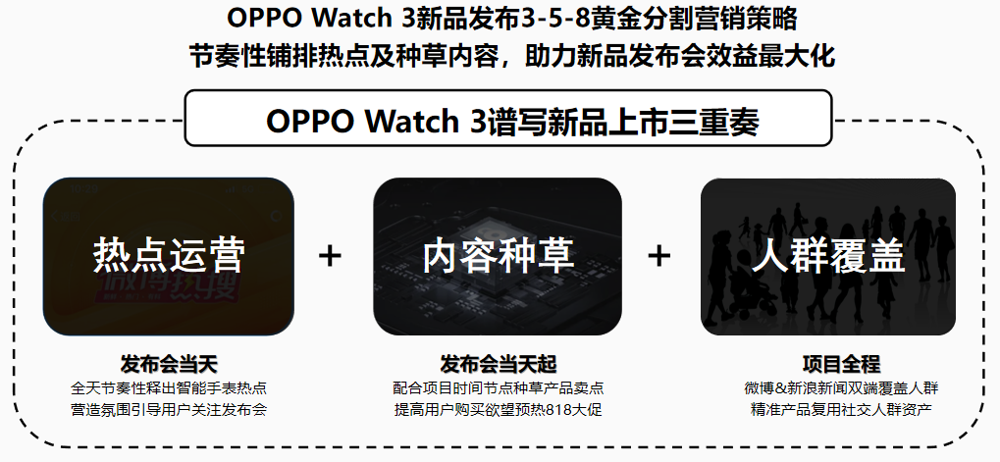 OPPO Watch 3新品发布3-5-8黄金分割营销策略
节奏性铺排热点及种草内容，助力新品发布会效益最大化
OPPO Watch 3谱写新品上市三重奏
热点运营
微博热搜
+
内容种草
+
人群覆盖
发布会当天
全天节奏性释出智能手表热点
营造氛围引导用户关注发布会
发布会当天起
配合项目时间节点种草产品卖点
提高用户购买欲望预热818大促
项目全程
微博&新浪新闻双端覆盖人群
精准产品复用社交人群资产